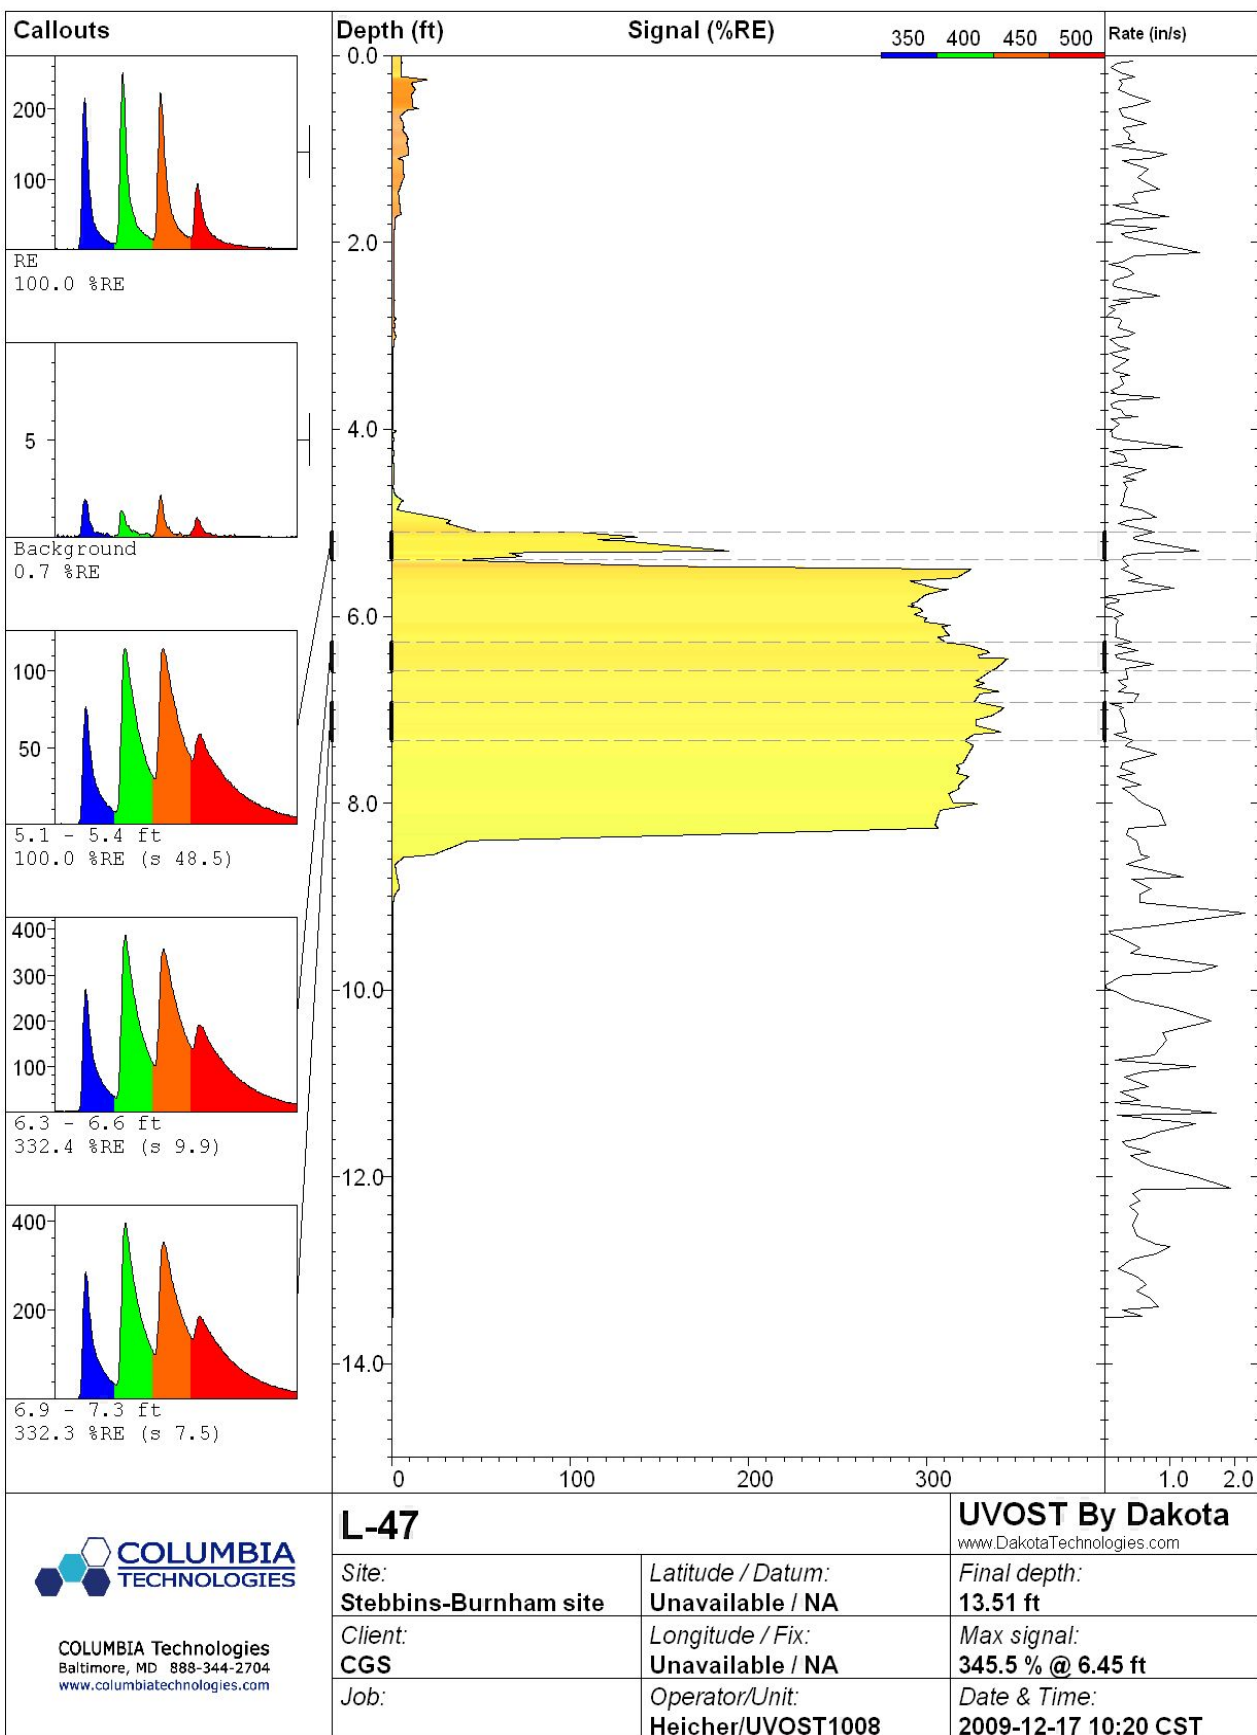 Callouts
Depth (ft)
Signal (%RE)
350 400 450 500
Rate (in/s)
200
100
RE
100.0 %RE
5
Background
0.7 %RE
100
50
5.1 - 5.4 ft
100.0 %RE (s 48.5)
400
300
200
100
6.3 - 6.6 ft
332.4 %RE (s 9.9)
400
200
6.9 - 7.3 ft
332.3 %RE (s 7.5)
0.0
2.0
4.0
6.0
8.0
10.0
12.0
14.0
0 100 200 300
1.0 2.0
COLUMBIA
TECHNOLOGIES
COLUMBIA Technologies
Baltimore, MD 888-344-2704
www.columbiatechnologies.com
L-47
UVOST By Dakota
www.DakotaTechnologies.com
Site:
Stebbins-Burnham site
Latitude / Datum:
Unavailable / NA
Final depth:
13.51 ft
Client:
CGS
Longitude / Fix:
Unavailable / NA
Max signal:
345.5 % @ 6.45 ft
Job:
Operator/Unit:
Heicher/UVOST1008
Date & Time:
2009-12-17 10:20 CST